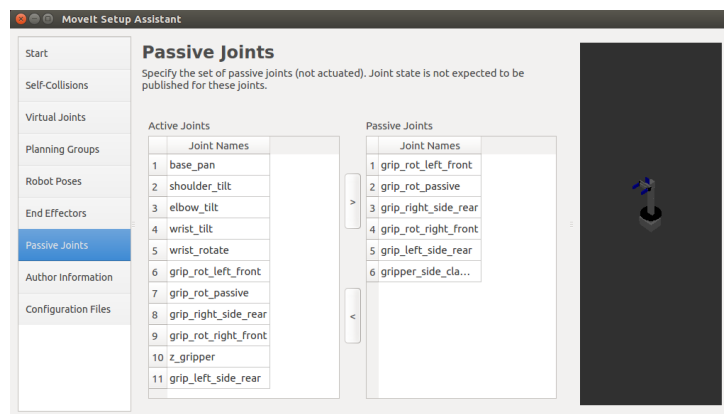 MoveIt Setup Assistant
Start
Self-Collisions
Virtual Joints
Planning Groups
Robot Poses
End Effectors
Passive Joints
Author Information
Configuration Files
Passive Joints
Specify the set of passive joints (not actuated). Joint state is not expected to be
published for these joints.
Active Joints
Joint Names
1 base_pan
2 shoulder_tilt
3 elbow_tilt
4 wrist_tilt
5 wrist_rotate
6 grip_rot_left_front
7 grip_rot_passive
8 grip_right_side_rear
9 grip_rot_right_front
10 z_gripper
11 grip_left_side_rear
>
<
Passive Joints
Joint Names
1 grip_rot_left_front
2 grip_rot_passive
3 grip_right_side_rear
4 grip_rot_right_front
5 grip_left_side_rear
6 gripper_side_cla...